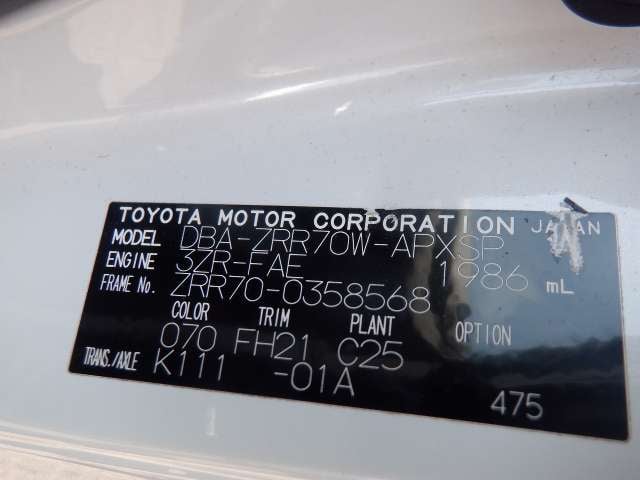 TOYOTA MOTOR CORPORATION JAPAN
MODEL DBA-ZRR70W-APXSP
ENGINE 3ZR-FAE 1986 mL
FRAME No. ZRR70-0358568
COLOR TRIM PLANT OPTION
070 FH21 C25
TRANS./AXLE K111 -01A
475